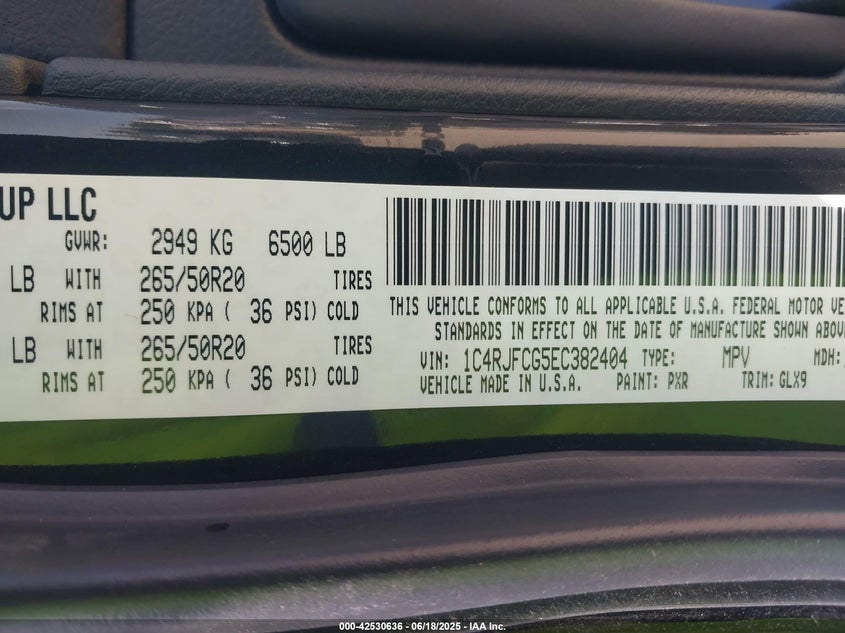 UP LLC
GVWR: 2949 KG 6500 LB
LB WITH 265/50R20 TIRES
RIMS AT 250 KPA ( 36 PSI) COLD
LB WITH 265/50R20 TIRES
RIMS AT 250 KPA ( 36 PSI) COLD
THIS VEHICLE CONFORMS TO ALL APPLICABLE U.S.A. FEDERAL MOTOR VE
STANDARDS IN EFFECT ON THE DATE OF MANUFACTURE SHOWN ABOV
VIN: 1C4RJFCG5EC382404 TYPE: MPV MDH:
VEHICLE MADE IN U.S.A. PAINT: PXR TRIM: GLX9
000-42530636 - 06/18/2025 - IAA Inc.